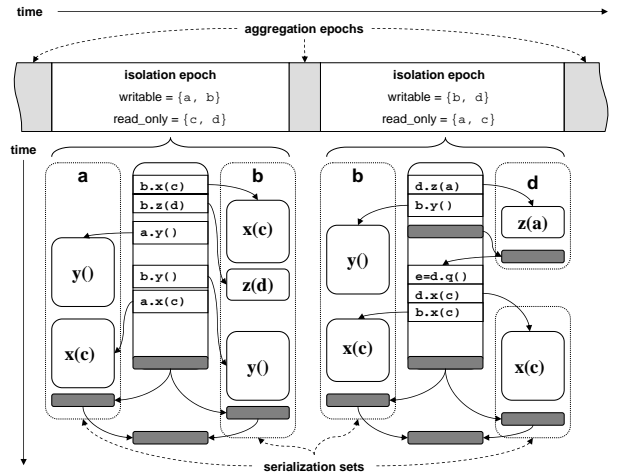 time
aggregation epochs
isolation epoch
writable = {a, b}
read_only = {c, d}
isolation epoch
writable = {b, d}
read_only = {a, c}
time
a
b.x(c)
b.z(d)
a.y()
b.y()
a.x(c)
b
y()
x(c)
x(c)
z(d)
y()
b
d.z(a)
b.y()
e=d.q()
d.x(c)
b.x(c)
d
y()
x(c)
z(a)
x(c)
serialization sets